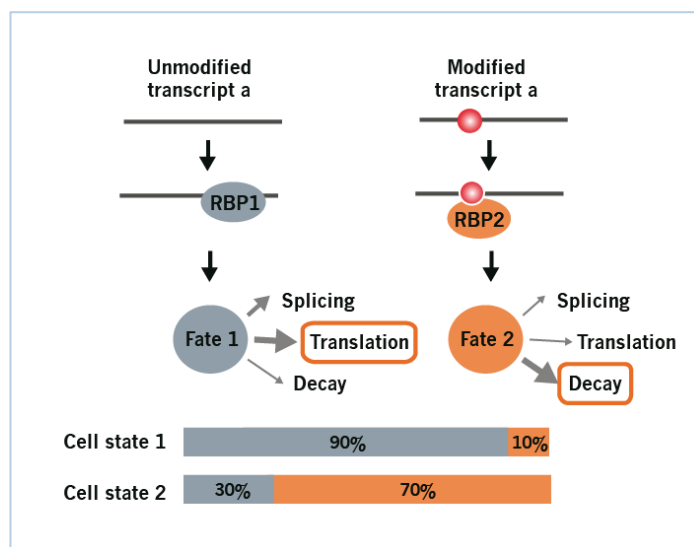 Unmodified
transcript a
Modified
transcript a
RBP1
RBP2
Fate 1
Splicing
Translation
Decay
Fate 2
Splicing
Translation
Decay
Cell state 1
90%
10%
Cell state 2
30%
70%